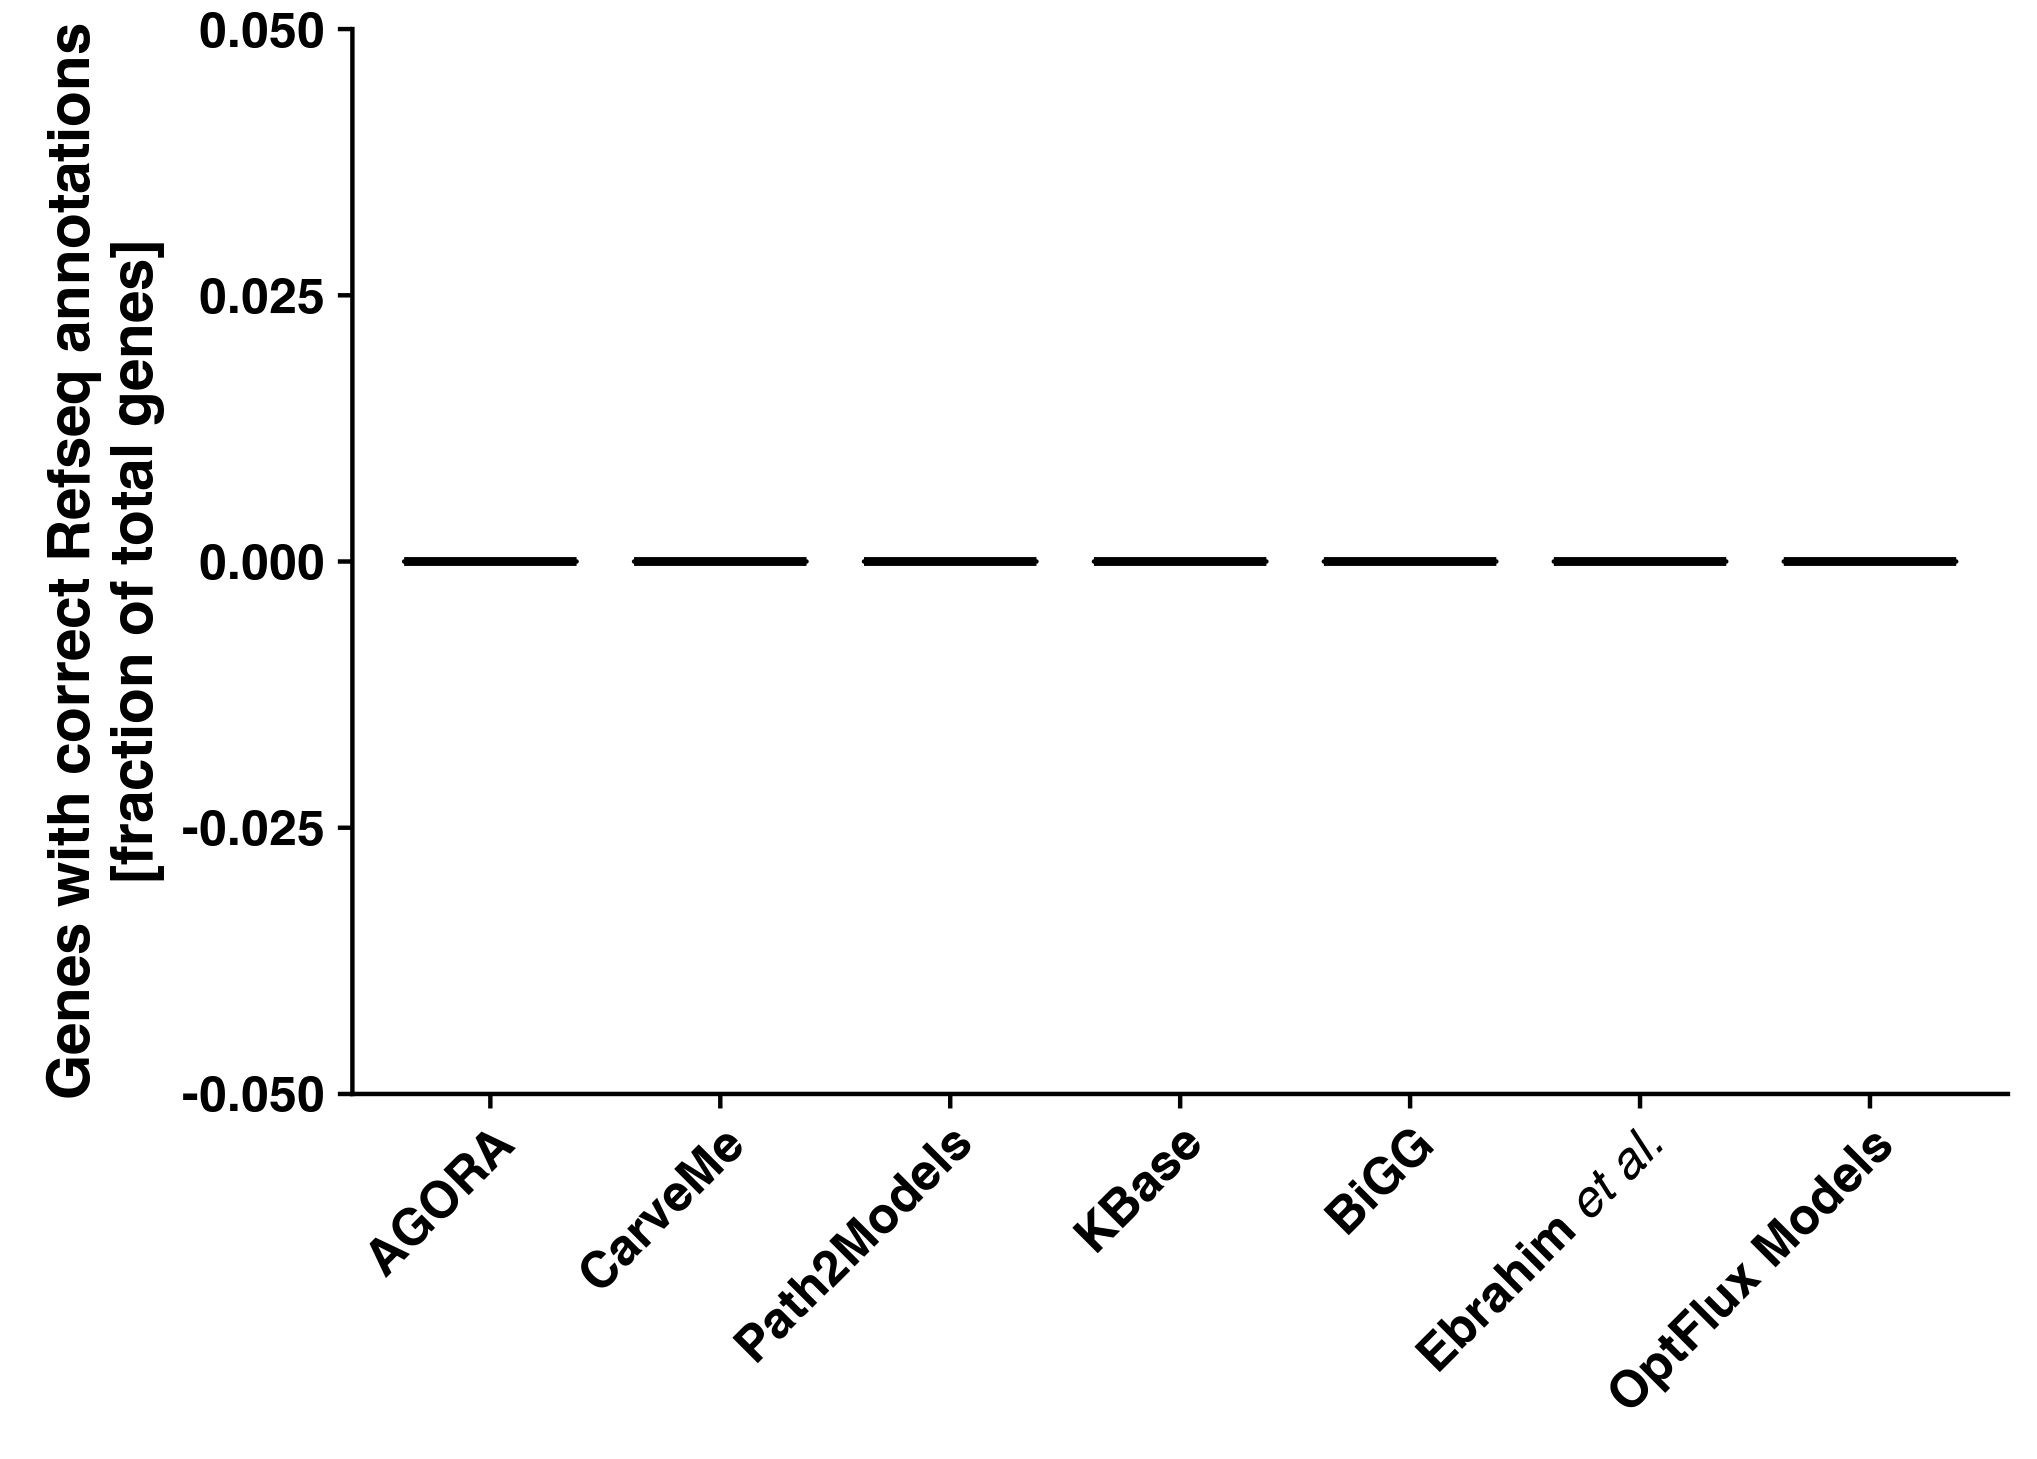 Genes with correct Refseq annotations
[fraction of total genes]
0.050
0.025
0.000
-0.025
-0.050
AGORA
CarveMe
Path2Models
KBase
BiGG
Ebrahim et al.
OptFlux Models